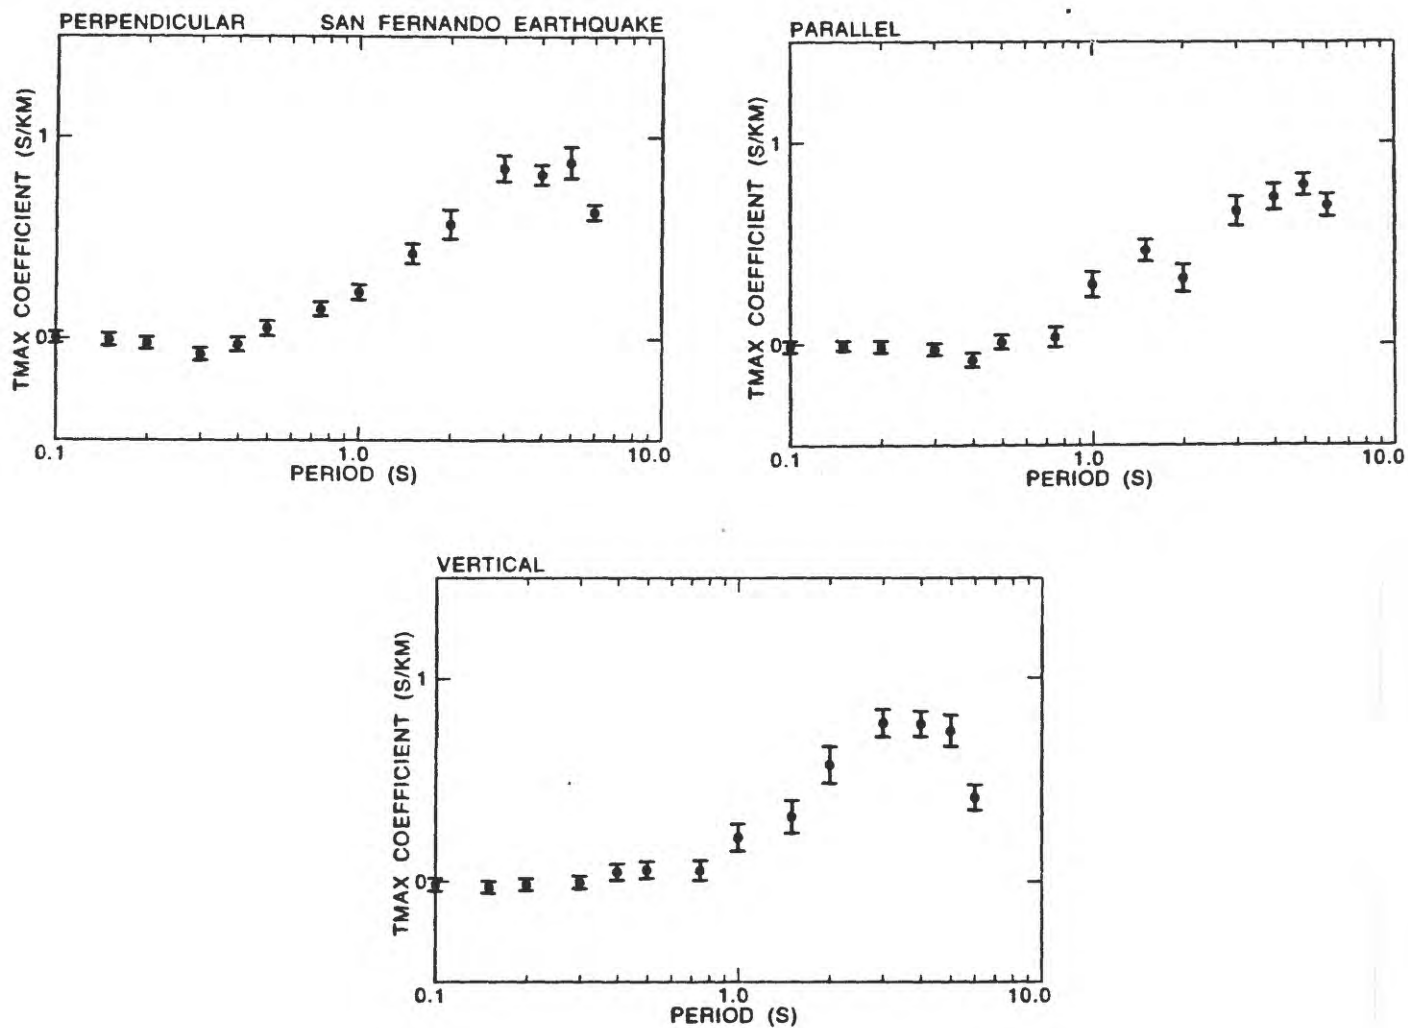 PERPENDICULAR SAN FERNANDO EARTHQUAKE
TMAX COEFFICIENT (S/KM)
1
0
0.1 1.0 10.0
PERIOD (S)
PARALLEL
TMAX COEFFICIENT (S/KM)
1
0
0.1 1.0 10.0
PERIOD (S)
VERTICAL
TMAX COEFFICIENT (S/KM)
1
0
0.1 1.0 10.0
PERIOD (S)